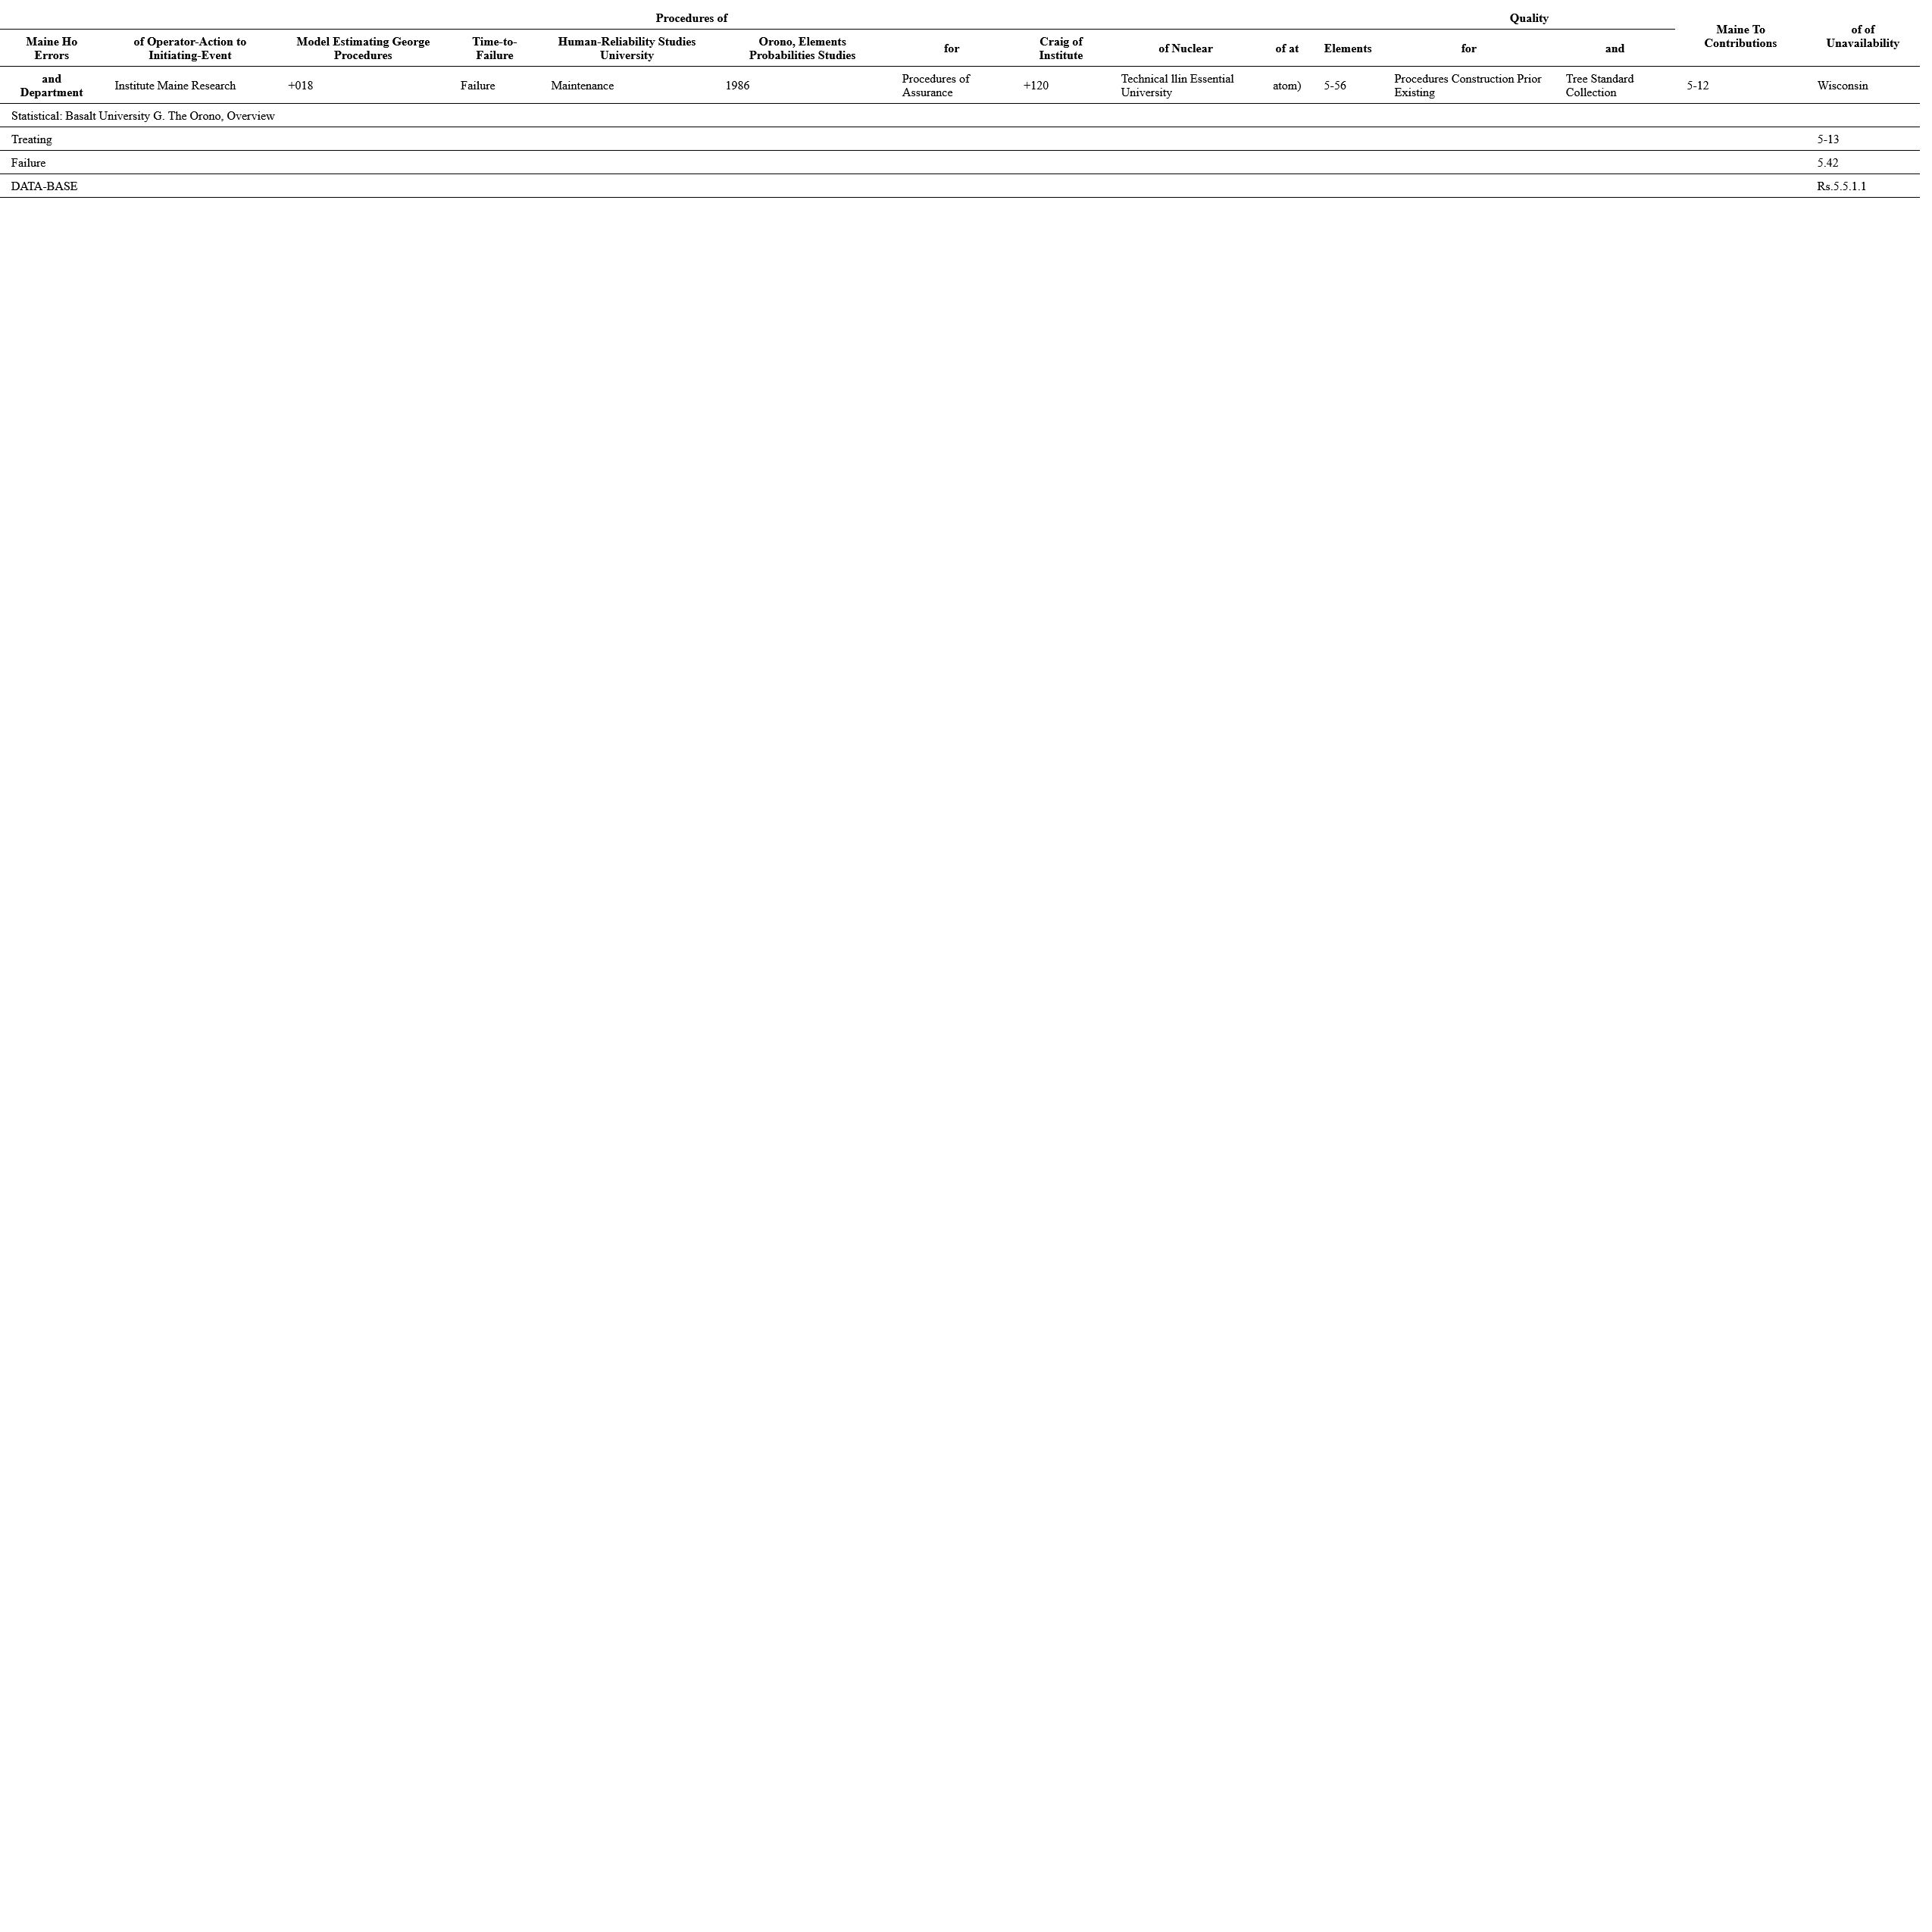 Procedures of Quality Maine To Contributions of of Unavailability
Maine Ho Errors of Operator-Action to Initiating-Event Model Estimating George Procedures Time-to-Failure Human-Reliability Studies University Orono, Elements Probabilities Studies for Craig of Institute of Nuclear of at Elements for and
and Department Institute Maine Research +018 Failure Maintenance 1986 Procedures of Assurance +120 Technical llin Essential University atom) 5-56 Procedures Construction Prior Existing Tree Standard Collection 5-12 Wisconsin
Statistical: Basalt University G. The Orono, Overview
Treating 5-13
Failure 5.42
DATA-BASE Rs.5.5.1.1